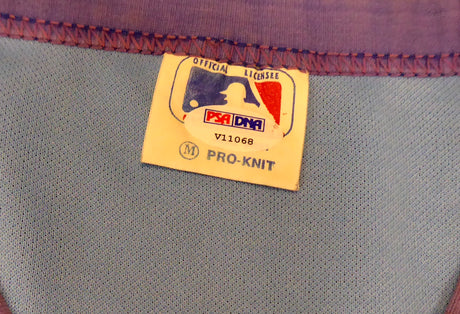 OFFICIAL LICENSEE
PSA DNA
V11068
M PRO-KNIT